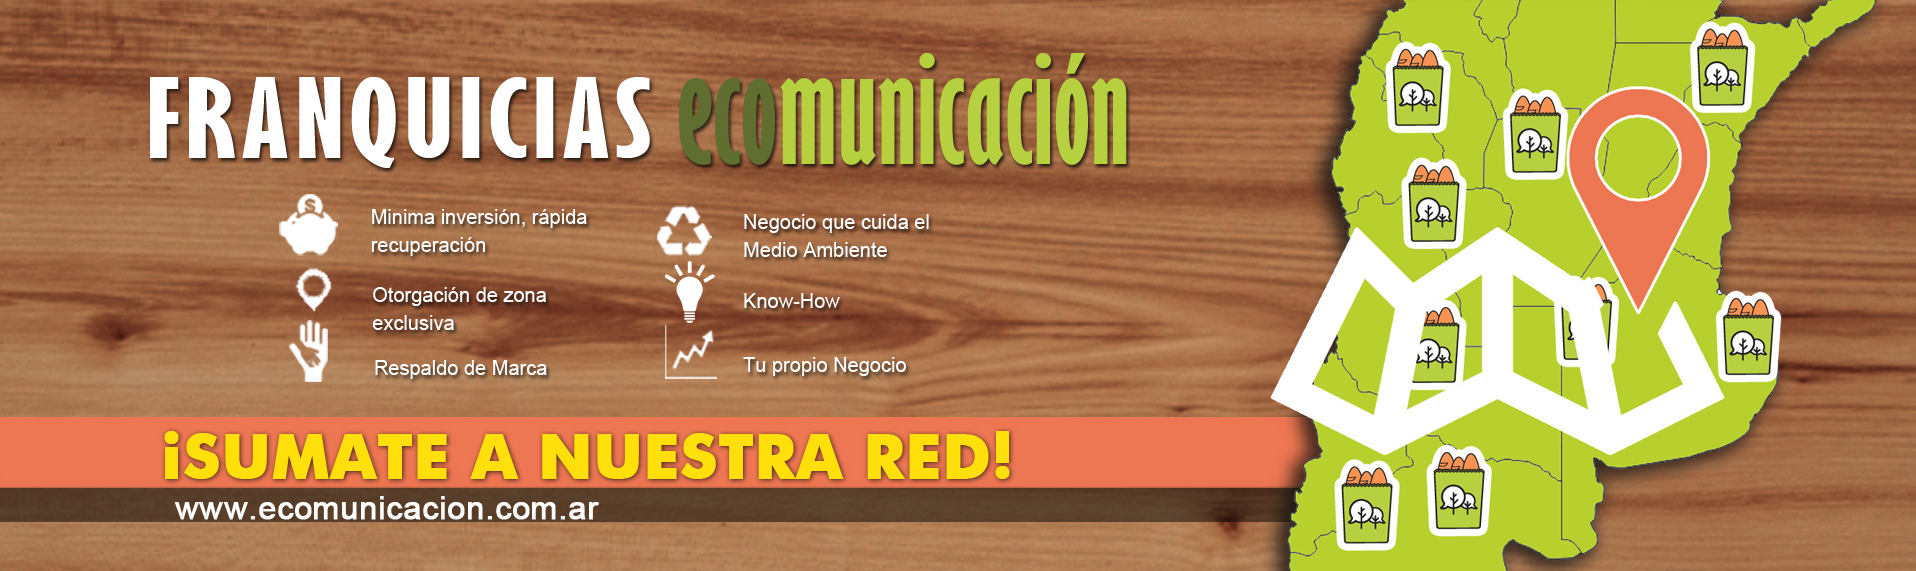 FRANQUICIAS ecomunicación
Minima inversión, rápida
recuperación
Otorgación de zona
exclusiva
Respaldo de Marca
Negocio que cuida el
Medio Ambiente
Know-How
Tu propio Negocio
¡SUMATE A NUESTRA RED!
www.ecomunicacion.com.ar